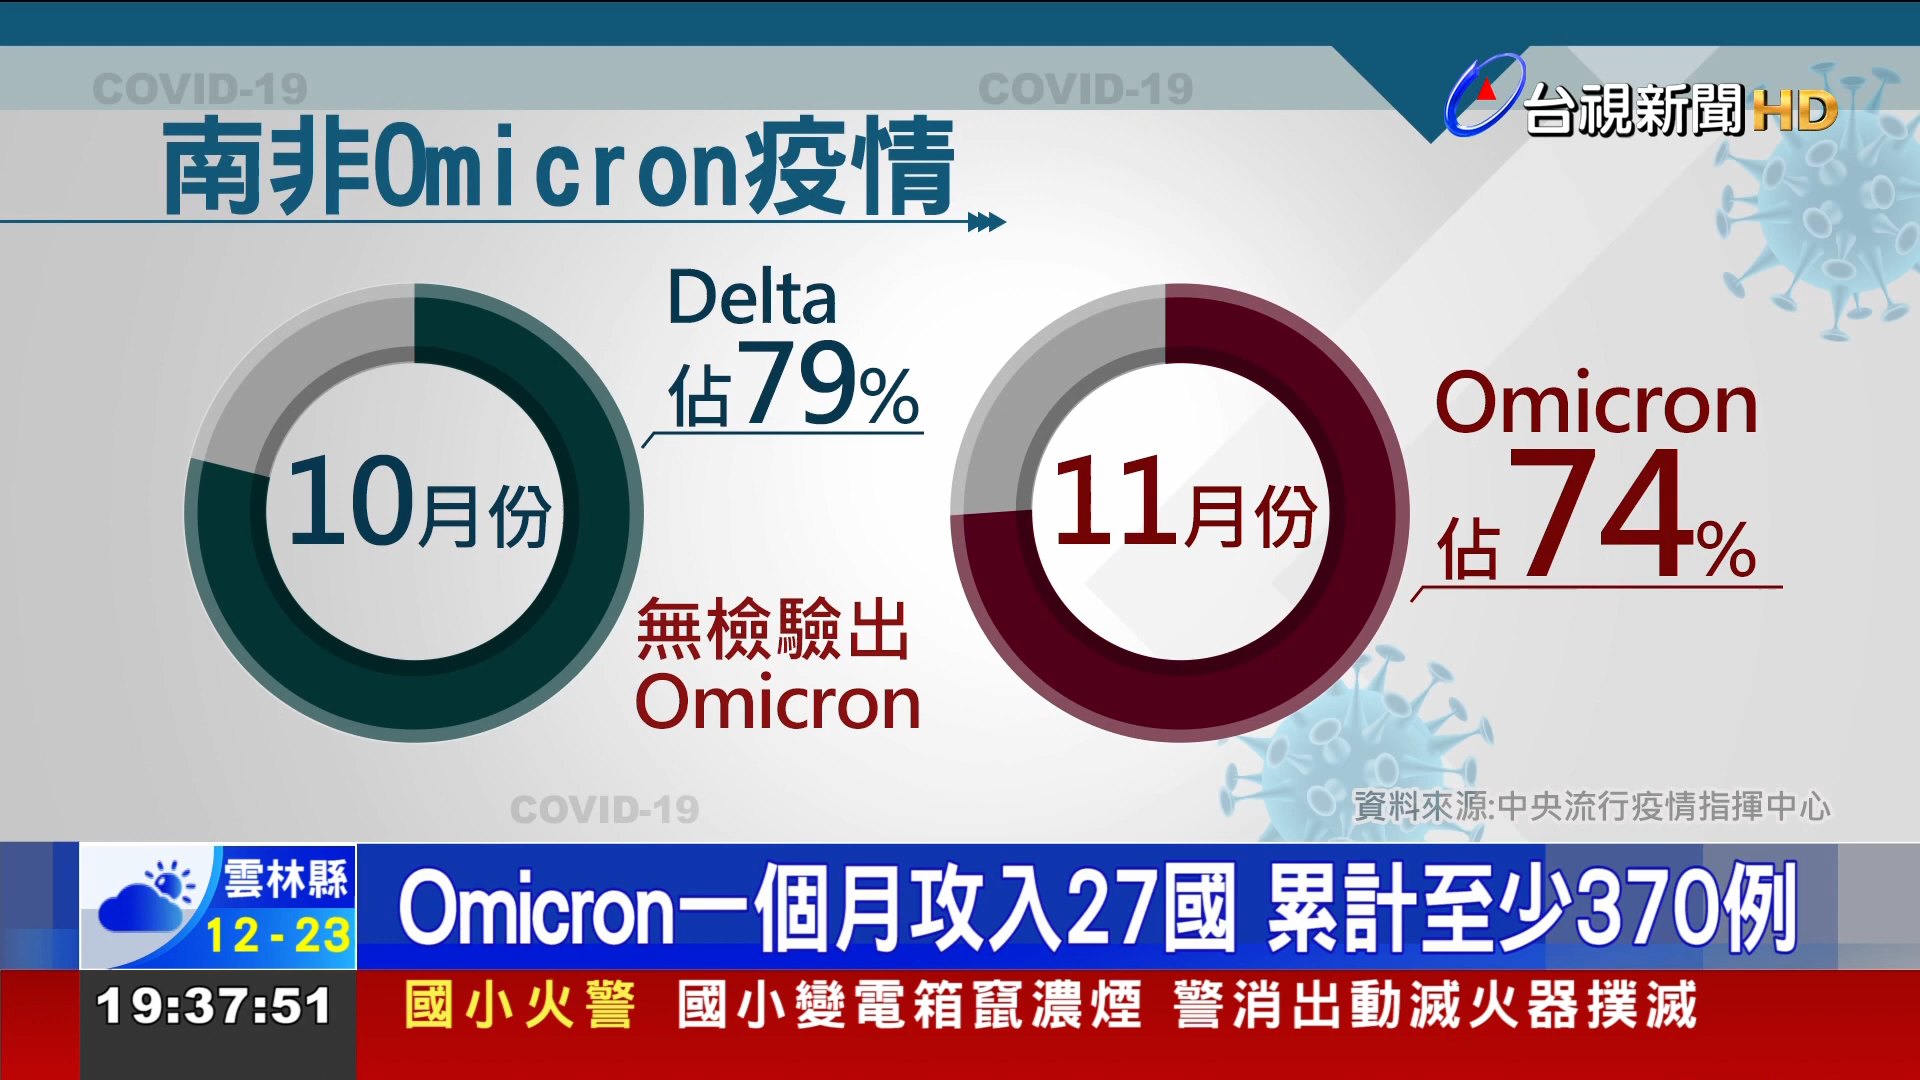 COVID-19
COVID-19
台視新聞HD
南非Omicron疫情
Delta
佔79%
10月份
無檢驗出
Omicron
11月份
Omicron
佔74%
COVID-19
資料來源:中央流行疫情指揮中心
雲林縣
12-23
Omicron一個月攻入27國 累計至少370例
19:37:51
國小火警 國小變電箱竄濃煙 警消出動滅火器撲滅